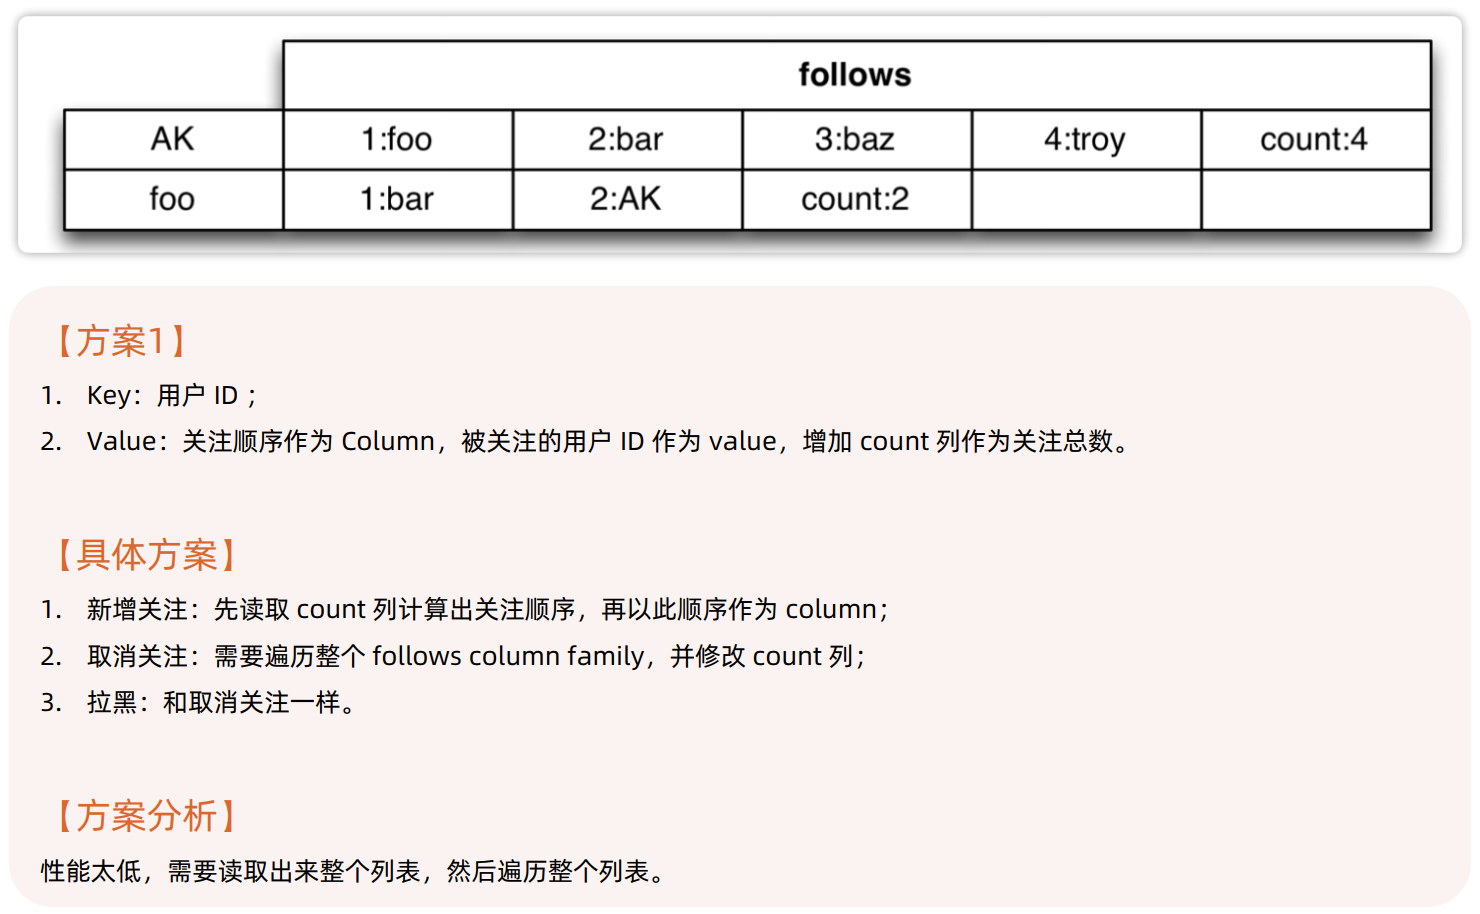 follows
AK 1:foo 2:bar 3:baz 4:troy count:4
foo 1:bar 2:AK count:2
【方案1】
1. Key：用户 ID ；
2. Value：关注顺序作为 Column，被关注的用户 ID 作为 value，增加 count 列作为关注总数。
【具体方案】
1. 新增关注：先读取 count 列计算出关注顺序，再以此顺序作为 column；
2. 取消关注：需要遍历整个 follows column family，并修改 count 列；
3. 拉黑：和取消关注一样。
【方案分析】
性能太低，需要读取出来整个列表，然后遍历整个列表。